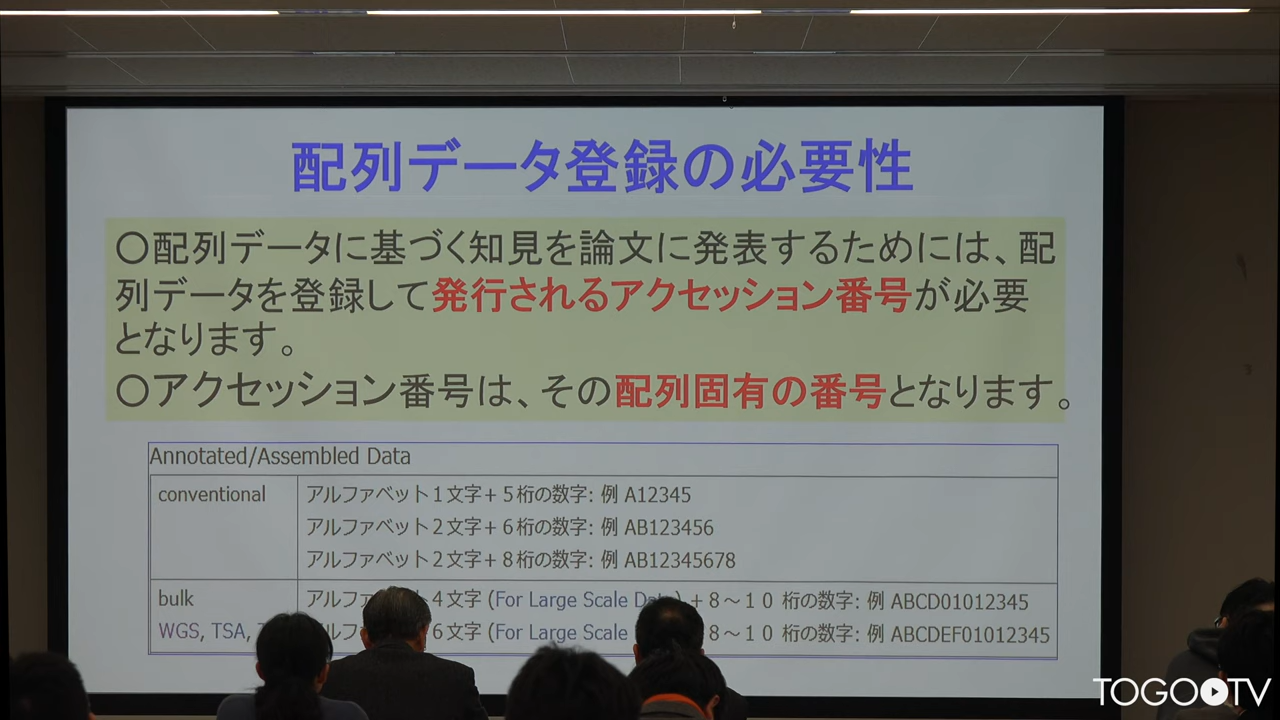 配列データ登録の必要性
〇配列データに基づく知見を論文に発表するためには、配
列データを登録して発行されるアクセッション番号が必要
となります。
〇アクセッション番号は、その配列固有の番号となります。
Annotated/Assembled Data
conventional
アルファベット1文字+5桁の数字: 例 A12345
アルファベット2文字+6桁の数字: 例 AB123456
アルファベット2文字+8桁の数字: 例 AB12345678
bulk アルファ 4文字 (For Large Scale +8~10 桁の数字: 例 ABCD01012345
WGS, TSA, ルフ 6文字 (For Large Scale 8~10 桁の数字: 例 ABCDEF01012345
TOGOTV